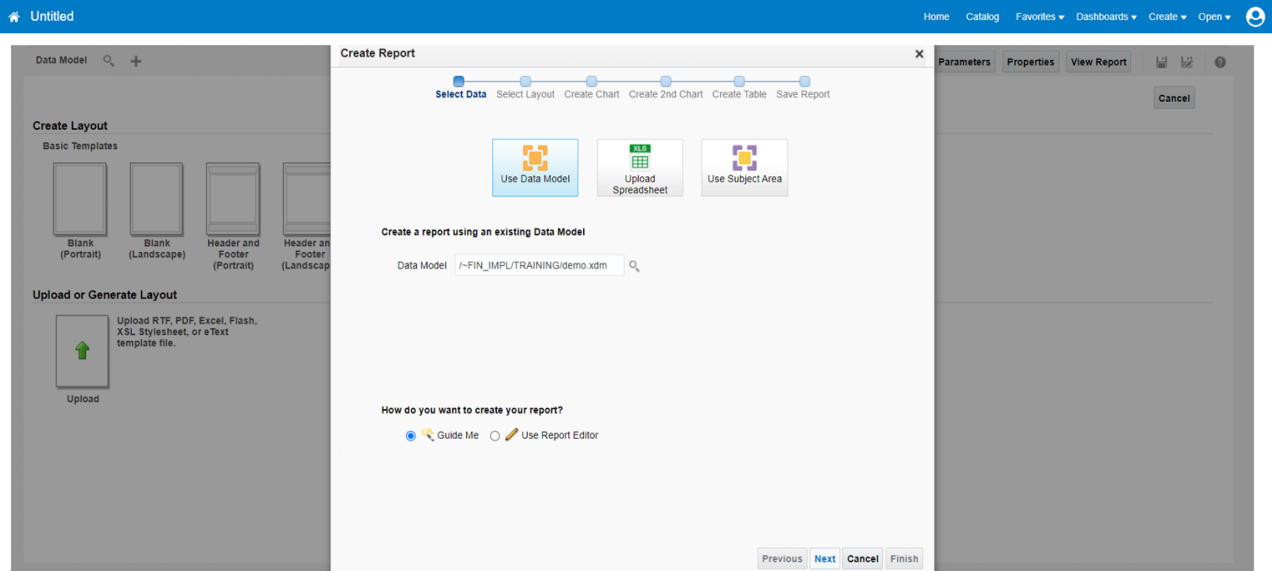 Untitled
Home Catalog Favorites Dashboards Create Open
Data Model
Parameters Properties View Report
Cancel
Create Layout
Basic Templates
Blank
(Portrait)
Blank
(Landscape)
Header and
Footer
(Portrait)
Header an
Footer
(Landscap
Upload or Generate Layout
Upload RTF, PDF, Excel, Flash,
XSL Stylesheet, or eText
template file.
Upload
Create Report
Select Data Select Layout Create Chart Create 2nd Chart Create Table Save Report
Use Data Model
XLS
Upload
Spreadsheet
Use Subject Area
Create a report using an existing Data Model
Data Model /~FIN_IMPL/TRAINING/demo.xdm
How do you want to create your report?
Guide Me Use Report Editor
Previous Next Cancel Finish